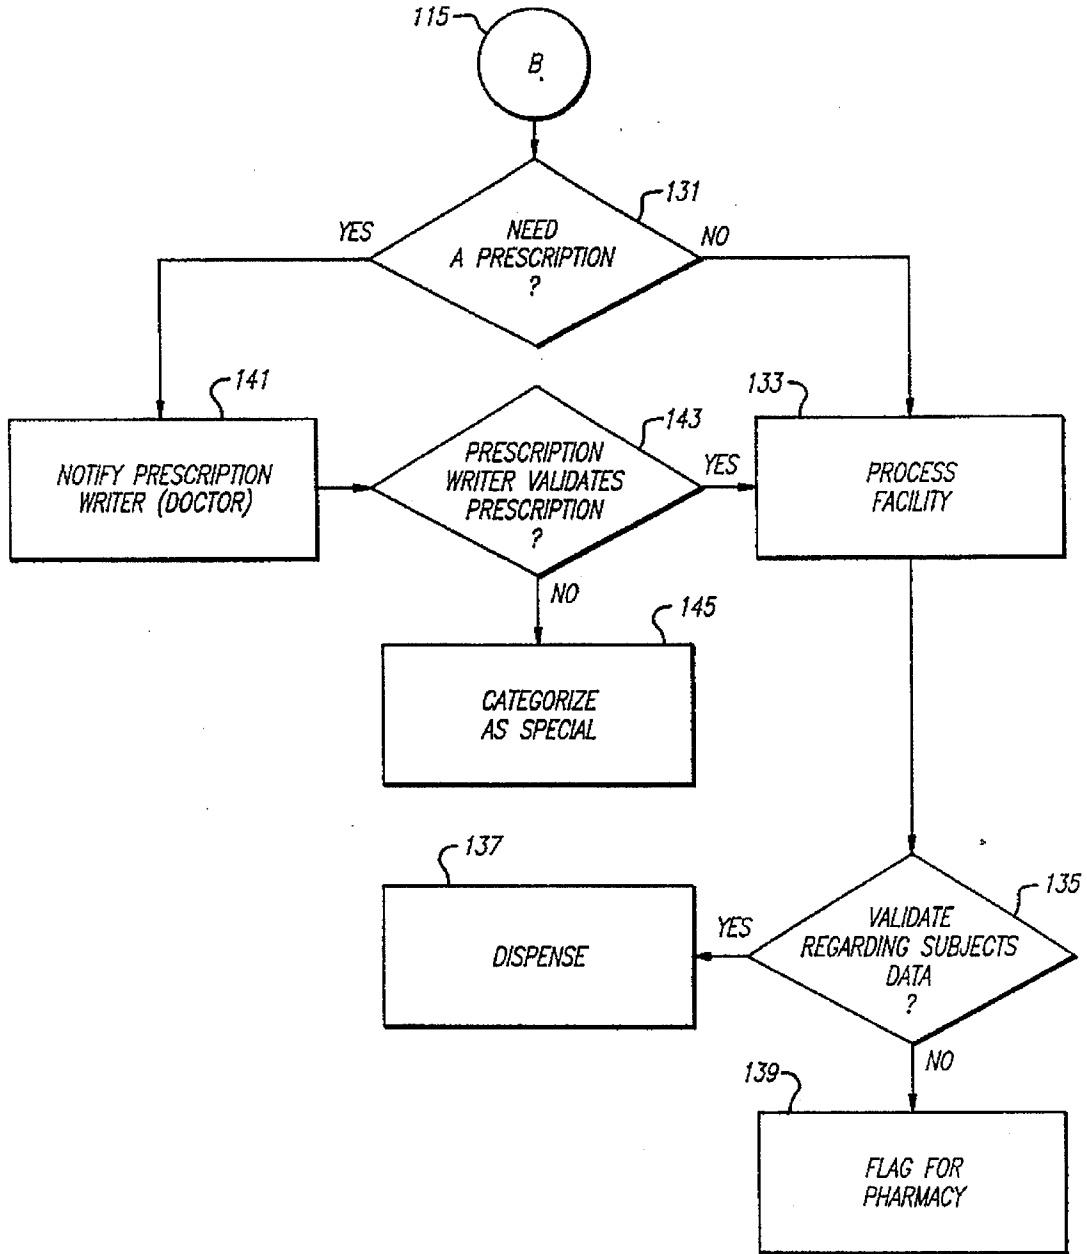 115
B
131
YES
NEED
A PRESCRIPTION
?
NO
141
NOTIFY PRESCRIPTION
WRITER (DOCTOR)
143
PRESCRIPTION
WRITER VALIDATES
PRESCRIPTION
?
YES
NO
133
PROCESS
FACILITY
145
CATEGORIZE
AS SPECIAL
137
DISPENSE
135
YES
VALIDATE
REGARDING SUBJECTS
DATA
?
NO
139
FLAG FOR
PHARMACY